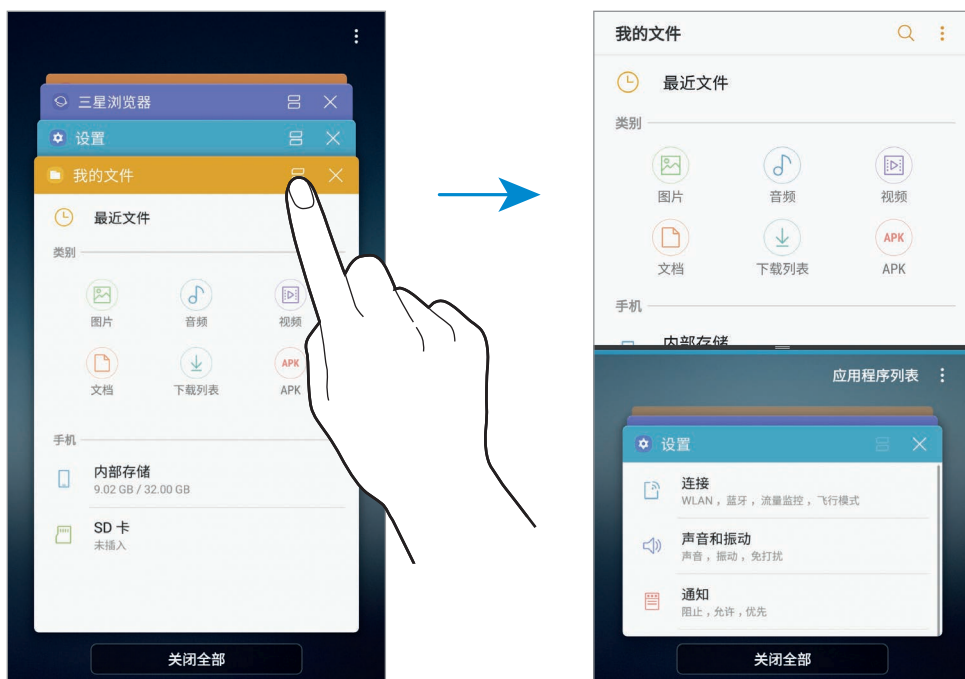 三星浏览器
设置
我的文件
最近文件
类别
图片 音频 视频
文档 下载列表 APK APK
手机
内部存储
9.02 GB / 32.00 GB
SD 卡
未插入
关闭全部
我的文件
最近文件
类别
图片 音频 视频
APK
文档 下载列表 APK
手机
内部存储
应用程序列表
设置
连接
WLAN，蓝牙，流量监控，飞行模式
声音和振动
声音，振动，免打扰
通知
阻止，允许，优先
关闭全部